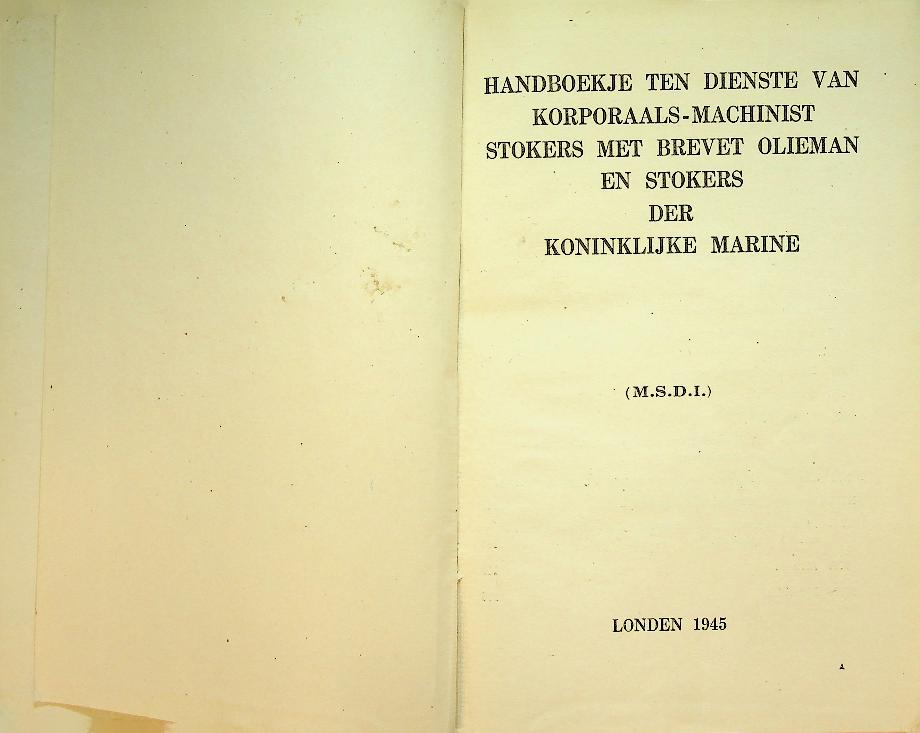 HANDBOEKJE TEN DIENSTE VAN
KORPORAALS-MACHINIST
STOKERS MET BREVET OLIEMAN
EN STOKERS
DER
KONINKLIJKE MARINE
(M.S.D.I.)
LONDEN 1945
A